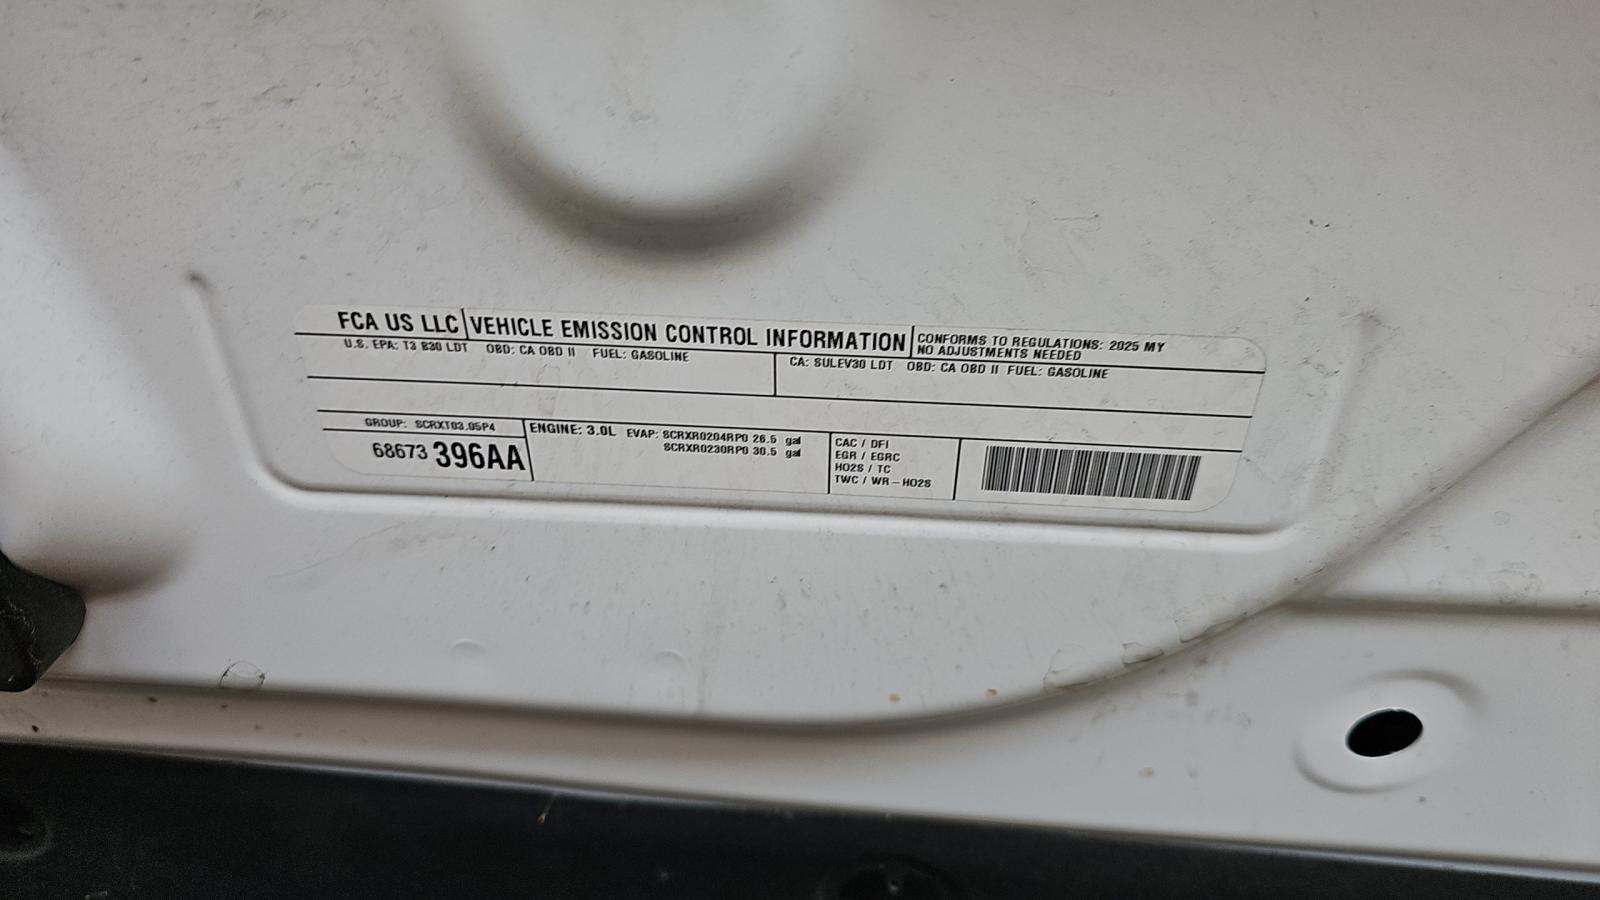 FCA US LLC VEHICLE EMISSION CONTROL INFORMATION
CONFORMS TO REGULATIONS: 2025 MY
NO ADJUSTMENTS NEEDED
U.S. EPA: T3 B30 LDT OBD: CA OBD II FUEL: GASOLINE
CA: SULEV30 LDT OBD: CA OBD II FUEL: GASOLINE
GROUP: SCRXT03.05P4
68673 396AA
ENGINE: 3.0L EVAP: SCRXR0204RP0 26.5 gal
SCRXR0230RP0 30.5 gal
CAC / DFI
EGR / EGRC
HO2S / TC
TWC / WR-HO2S